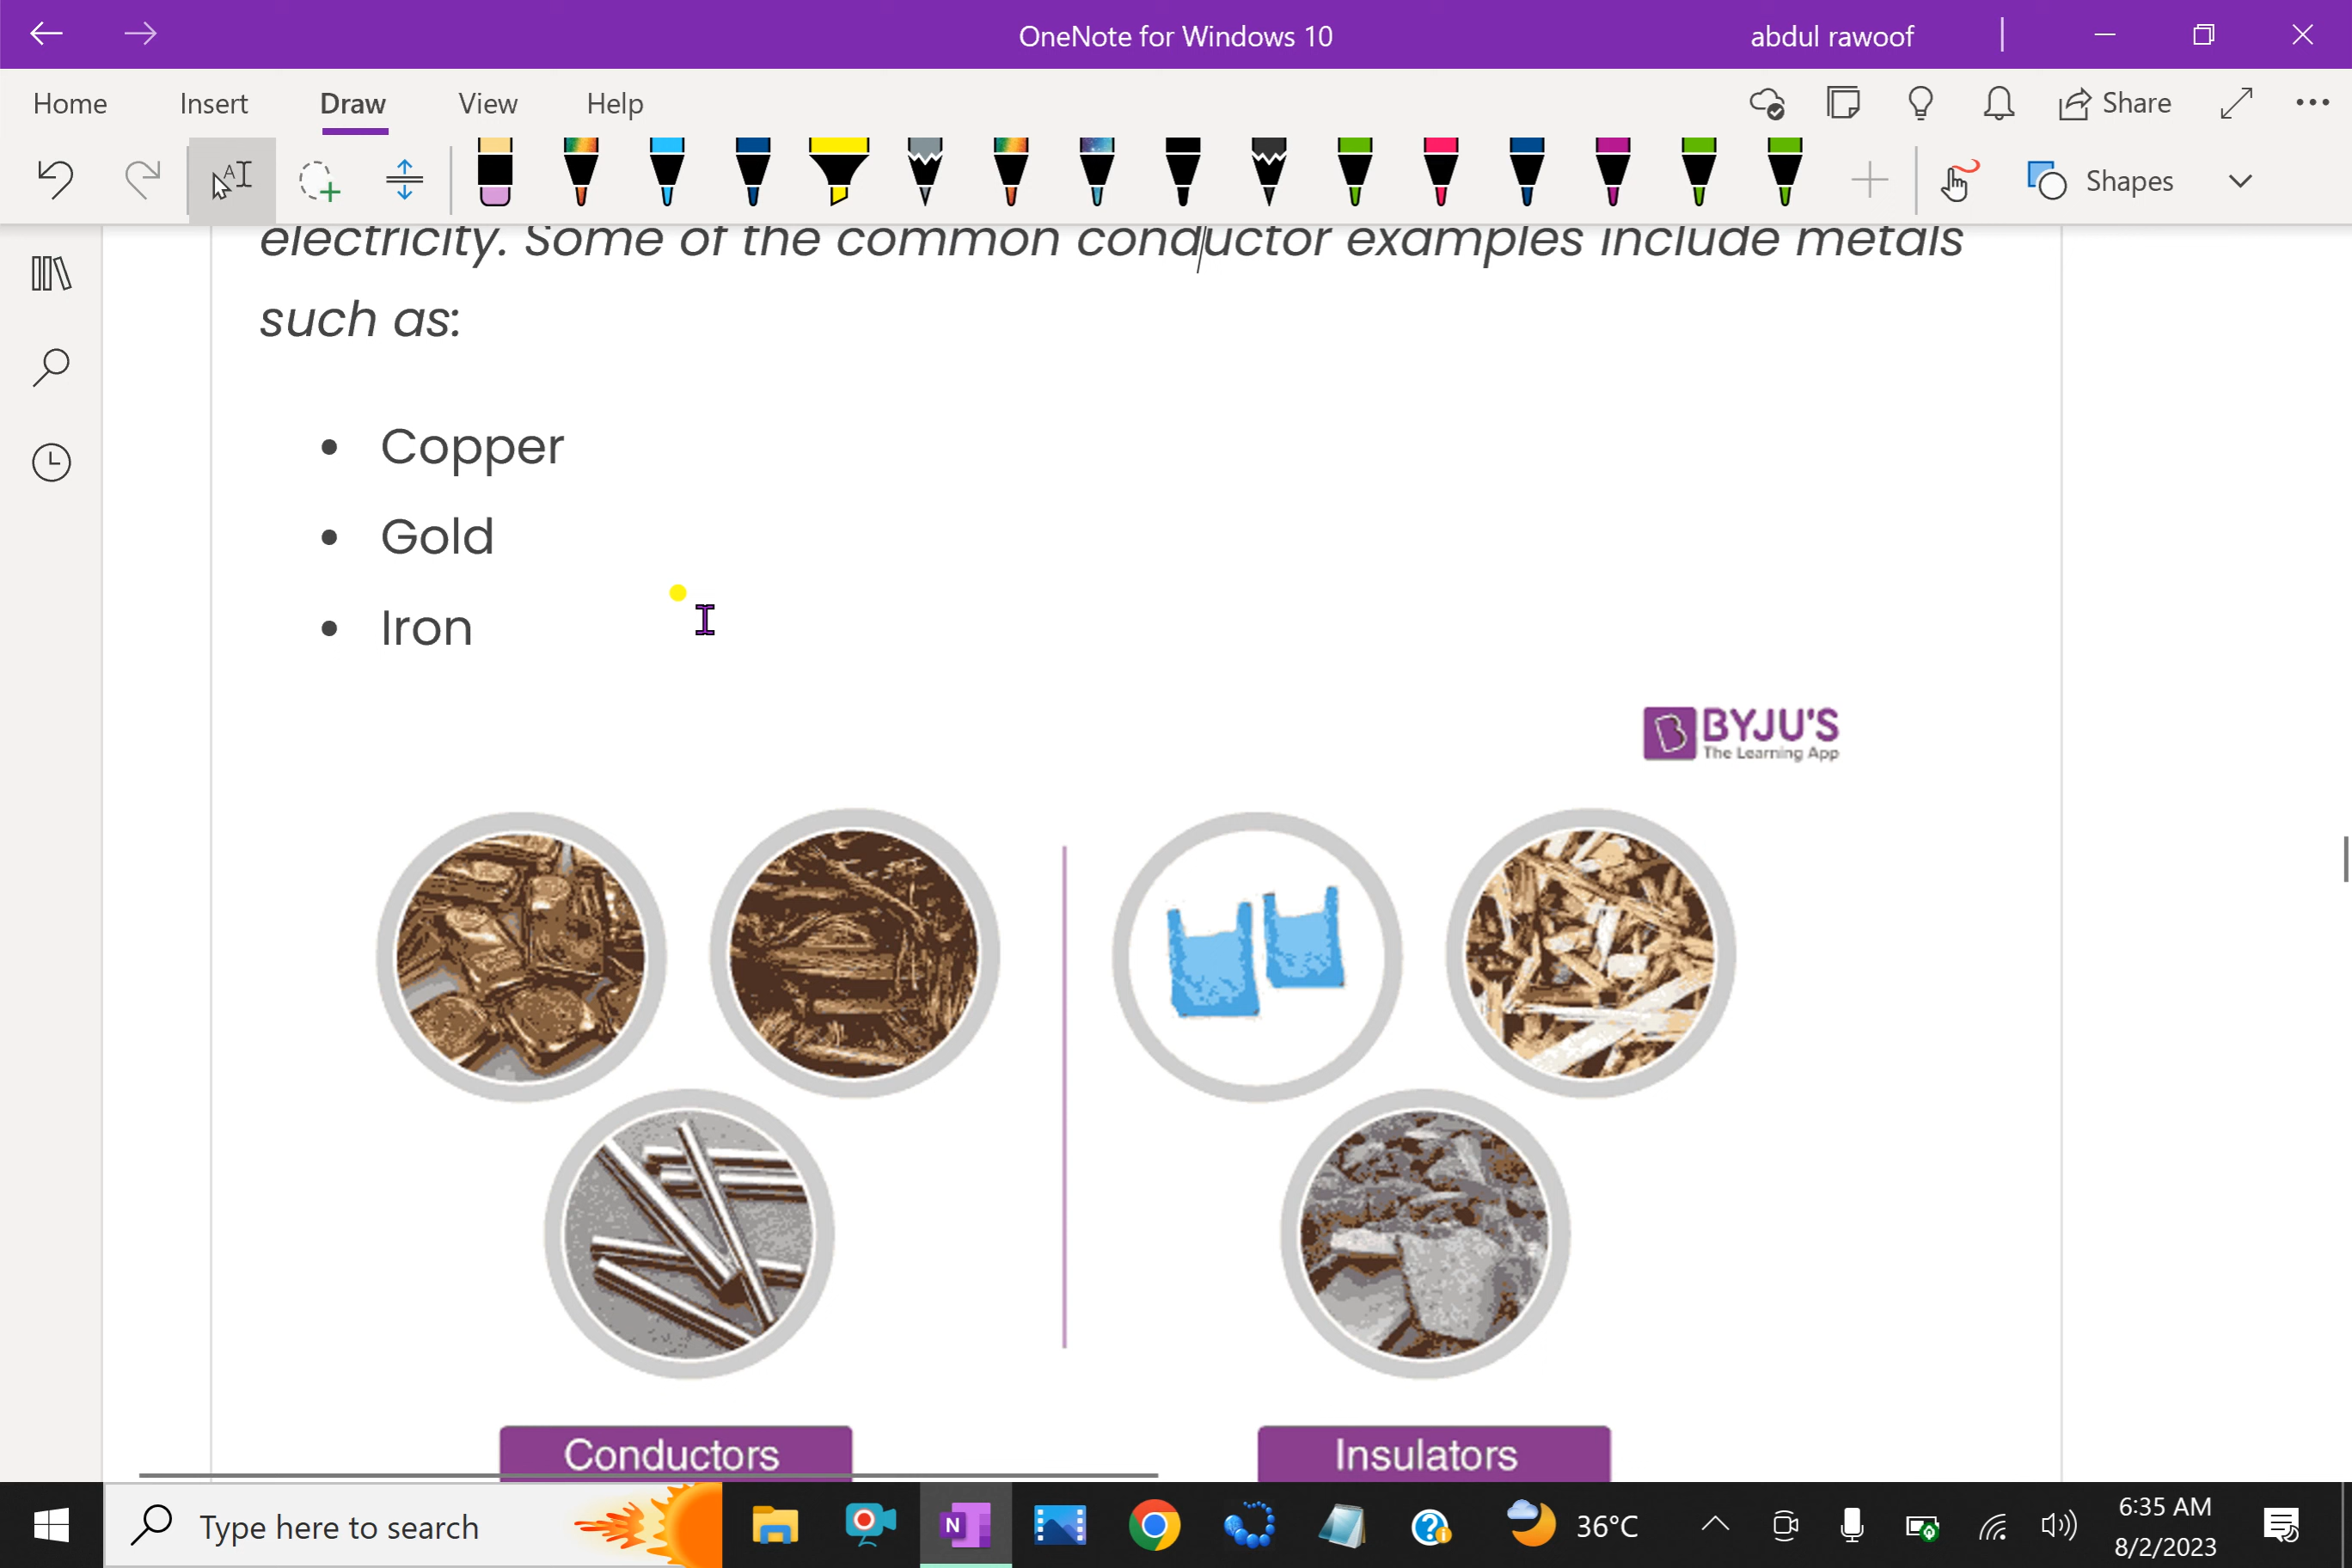 OneNote for Windows 10
abdul rawoof
Home Insert Draw View Help
Share
Shapes
electricity. Some of the common conductor examples include metals
such as:
• Copper
• Gold
• Iron
BYJU'S
The Learning App
Conductors
Insulators
Type here to search
36°C
6:35 AM
8/2/2023